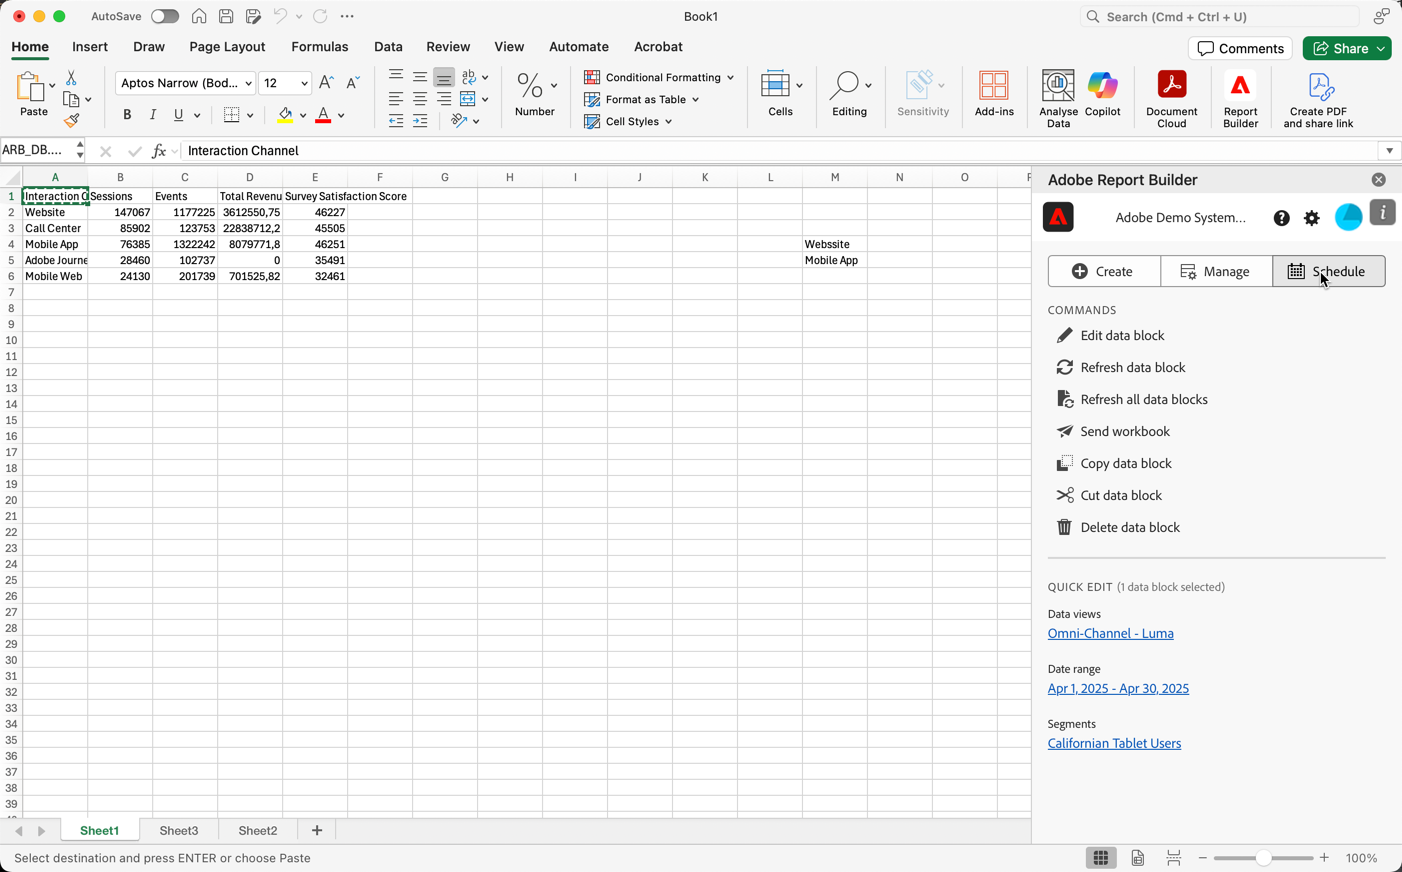 AutoSave
Book1
Search (Cmd + Ctrl + U)
Home Insert Draw Page Layout Formulas Data Review View Automate Acrobat
Comments Share
Paste
Aptos Narrow (Bod... 12 A A
B I U A
ab
%
Number
Conditional Formatting
Format as Table
Cell Styles
Cells
Editing
Sensitivity
Add-ins
Analyse Data
Copilot
Document Cloud
Report Builder
Create PDF and share link
ARB_DB.... fx Interaction Channel
A B C D E F G H I J K L M N O
1 Interaction C Sessions Events Total Revenu Survey Satisfaction Score
2 Website 147067 1177225 3612550,75 46227
3 Call Center 85902 123753 22838712,2 45505
4 Mobile App 76385 1322242 8079771,8 46251 Webssite
5 Adobe Journe 28460 102737 0 35491 Mobile App
6 Mobile Web 24130 201739 701525,82 32461
7
8
9
10
11
12
13
14
15
16
17
18
19
20
21
22
23
24
25
26
27
28
29
30
31
32
33
34
35
36
37
38
39
Adobe Report Builder
Adobe Demo System... ? i
Create Manage Schedule
COMMANDS
Edit data block
Refresh data block
Refresh all data blocks
Send workbook
Copy data block
Cut data block
Delete data block
QUICK EDIT (1 data block selected)
Data views
Omni-Channel - Luma
Date range
Apr 1, 2025 - Apr 30, 2025
Segments
Californian Tablet Users
Sheet1 Sheet3 Sheet2 +
Select destination and press ENTER or choose Paste
100%